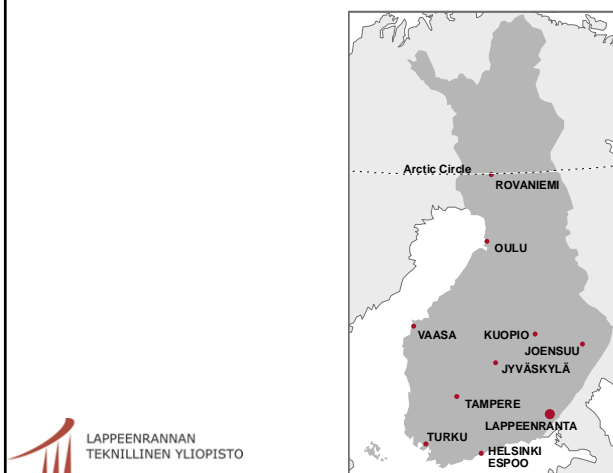 Arctic Circle
ROVANIEMI
OULU
VAASA
KUOPIO
JOENSUU
JYVÄSKYLÄ
TAMPERE
LAPPEENRANTA
TURKU
HELSINKI
ESPOO
LAPPEENRANNAN
TEKNILLINEN YLIOPISTO